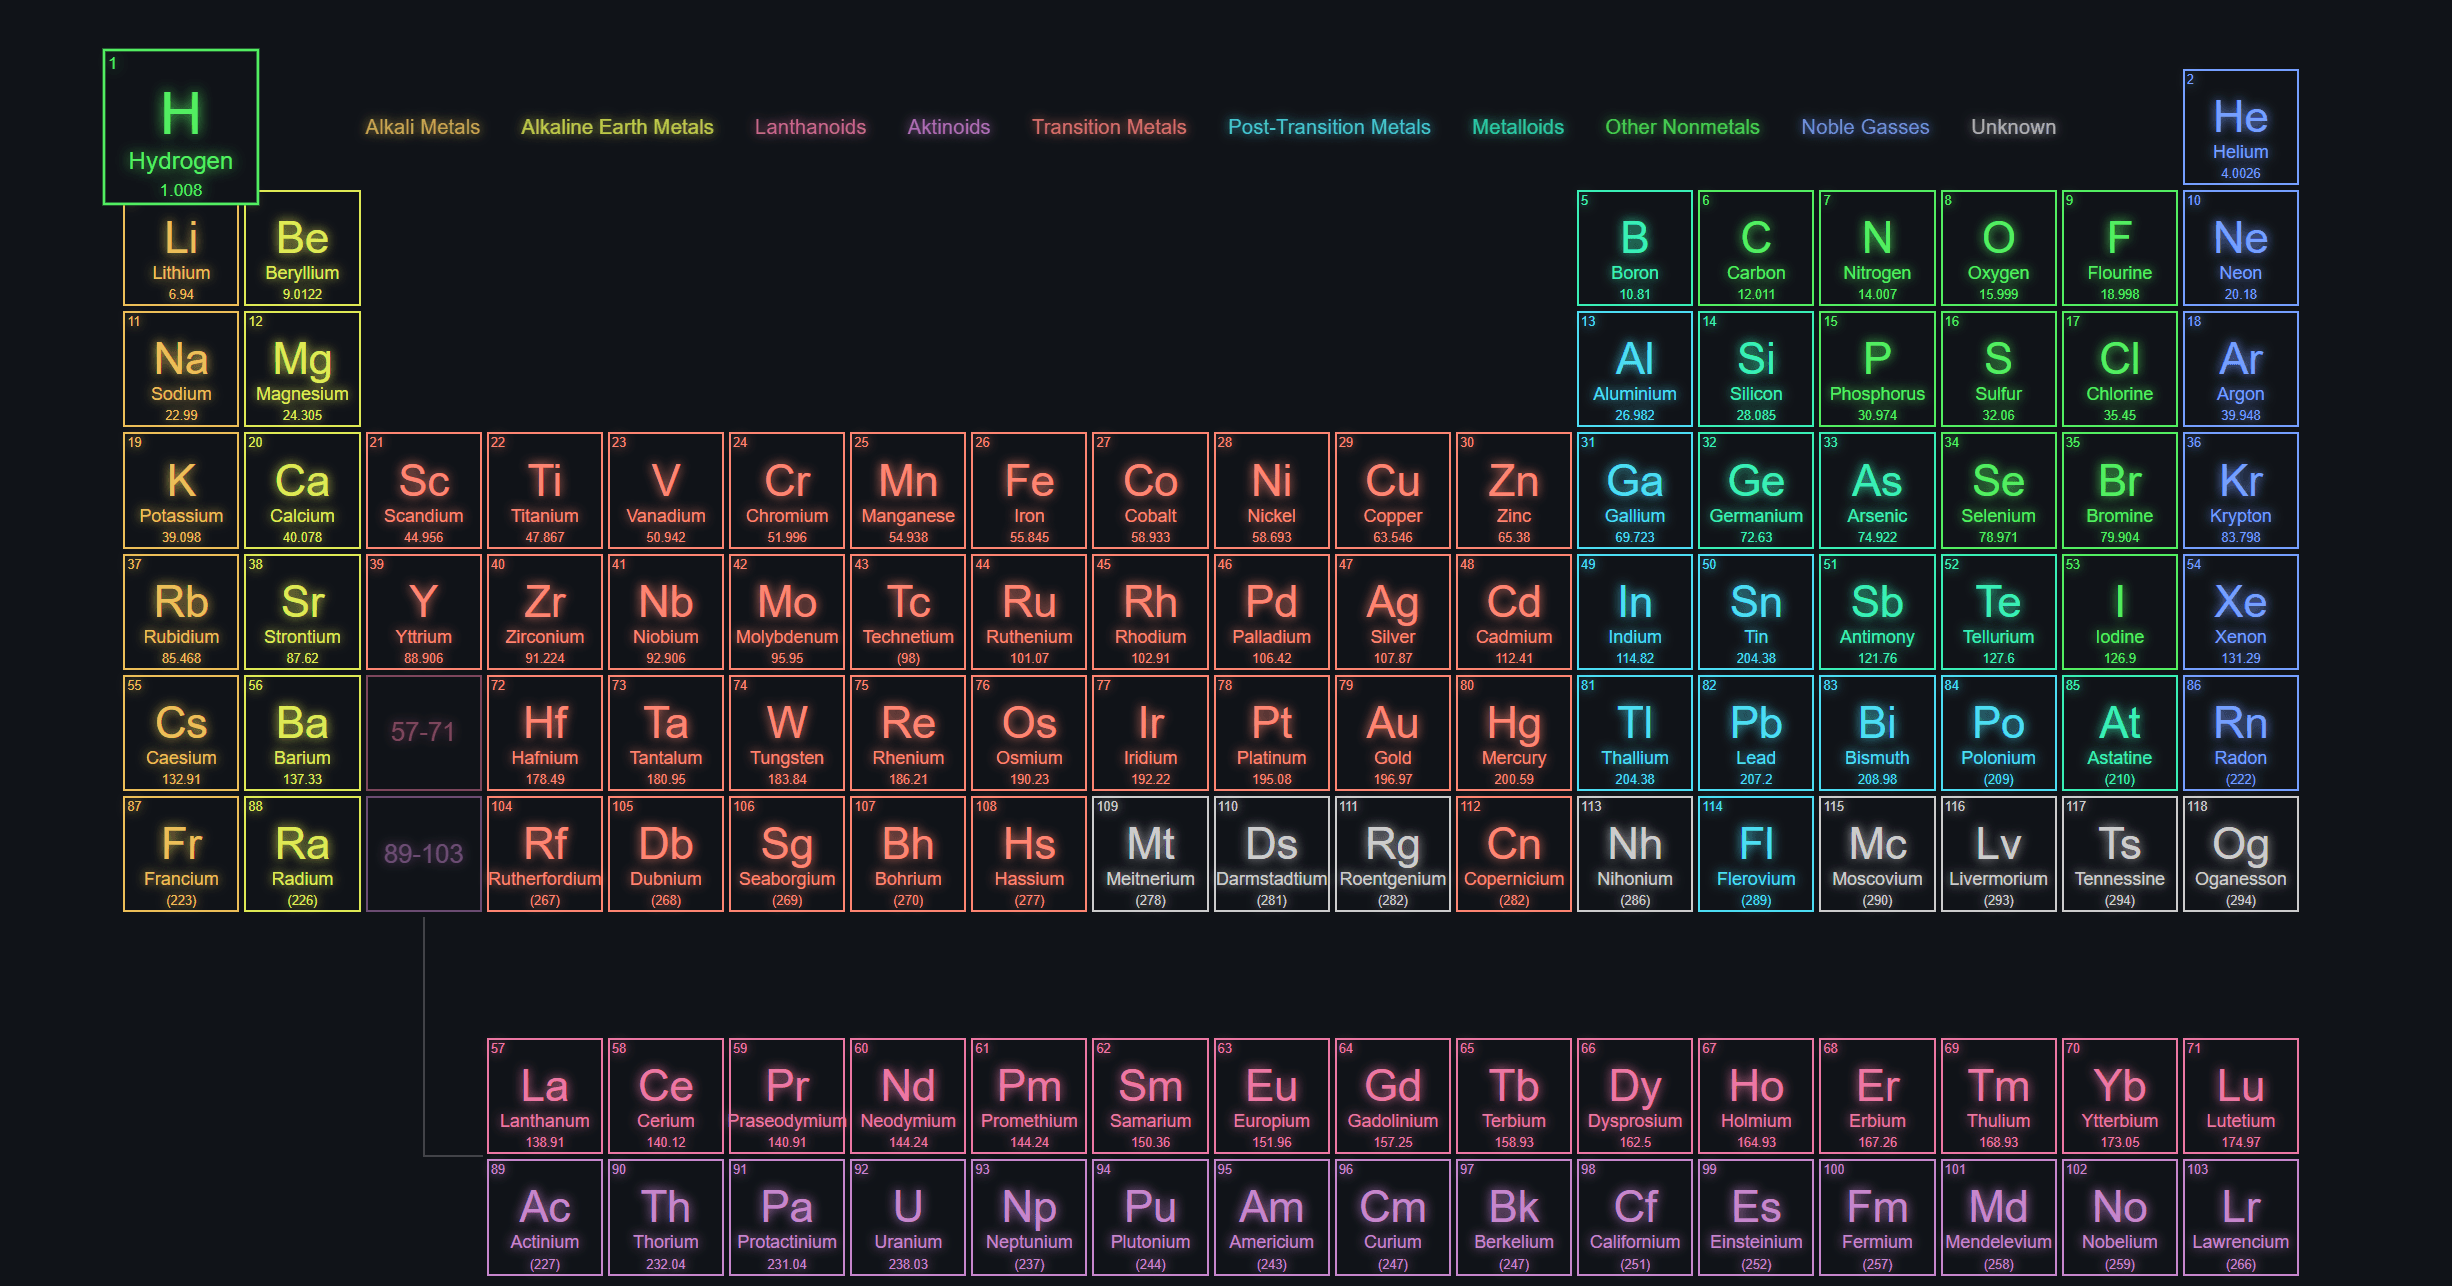 1
H
Hydrogen
1.008
Alkali Metals Alkaline Earth Metals Lanthanoids Aktinoids Transition Metals Post-Transition Metals Metalloids Other Nonmetals Noble Gasses Unknown
2
He
Helium
4.0026
5 6 7 8 9 10
Li Be B C N O F Ne
Lithium Beryllium Boron Carbon Nitrogen Oxygen Flourine Neon
6.94 9.0122 10.81 12.011 14.007 15.999 18.998 20.18
11 12 13 14 15 16 17 18
Na Mg Al Si P S Cl Ar
Sodium Magnesium Aluminium Silicon Phosphorus Sulfur Chlorine Argon
22.99 24.305 26.982 28.085 30.974 32.06 35.45 39.948
19 20 21 22 23 24 25 26 27 28 29 30 31 32 33 34 35 36
K Ca Sc Ti V Cr Mn Fe Co Ni Cu Zn Ga Ge As Se Br Kr
Potassium Calcium Scandium Titanium Vanadium Chromium Manganese Iron Cobalt Nickel Copper Zinc Gallium Germanium Arsenic Selenium Bromine Krypton
39.098 40.078 44.956 47.867 50.942 51.996 54.938 55.845 58.933 58.693 63.546 65.38 69.723 72.63 74.922 78.971 79.904 83.798
37 38 39 40 41 42 43 44 45 46 47 48 49 50 51 52 53 54
Rb Sr Y Zr Nb Mo Tc Ru Rh Pd Ag Cd In Sn Sb Te I Xe
Rubidium Strontium Yttrium Zirconium Niobium Molybdenum Technetium Ruthenium Rhodium Palladium Silver Cadmium Indium Tin Antimony Tellurium Iodine Xenon
85.468 87.62 88.906 91.224 92.906 95.95 (98) 101.07 102.91 106.42 107.87 112.41 114.82 204.38 121.76 127.6 126.9 131.29
55 56 72 73 74 75 76 77 78 79 80 81 82 83 84 85 86
Cs Ba 57-71 Hf Ta W Re Os Ir Pt Au Hg Tl Pb Bi Po At Rn
Caesium Barium Hafnium Tantalum Tungsten Rhenium Osmium Iridium Platinum Gold Mercury Thallium Lead Bismuth Polonium Astatine Radon
132.91 137.33 178.49 180.95 183.84 186.21 190.23 192.22 195.08 196.97 200.59 204.38 207.2 208.98 (209) (210) (222)
87 88 104 105 106 107 108 109 110 111 112 113 114 115 116 117 118
Fr Ra 89-103 Rf Db Sg Bh Hs Mt Ds Rg Cn Nh Fl Mc Lv Ts Og
Francium Radium Rutherfordium Dubnium Seaborgium Bohrium Hassium Meitnerium Darmstadtium Roentgenium Copernicium Nihonium Flerovium Moscovium Livermorium Tennessine Oganesson
(223) (226) (267) (268) (269) (270) (277) (278) (281) (282) (282) (286) (289) (290) (293) (294) (294)
57 58 59 60 61 62 63 64 65 66 67 68 69 70 71
La Ce Pr Nd Pm Sm Eu Gd Tb Dy Ho Er Tm Yb Lu
Lanthanum Cerium Praseodymium Neodymium Promethium Samarium Europium Gadolinium Terbium Dysprosium Holmium Erbium Thulium Ytterbium Lutetium
138.91 140.12 140.91 144.24 144.24 150.36 151.96 157.25 158.93 162.5 164.93 167.26 168.93 173.05 174.97
89 90 91 92 93 94 95 96 97 98 99 100 101 102 103
Ac Th Pa U Np Pu Am Cm Bk Cf Es Fm Md No Lr
Actinium Thorium Protactinium Uranium Neptunium Plutonium Americium Curium Berkelium Californium Einsteinium Fermium Mendelevium Nobelium Lawrencium
(227) 232.04 231.04 238.03 (237) (244) (243) (247) (247) (251) (252) (257) (258) (259) (266)